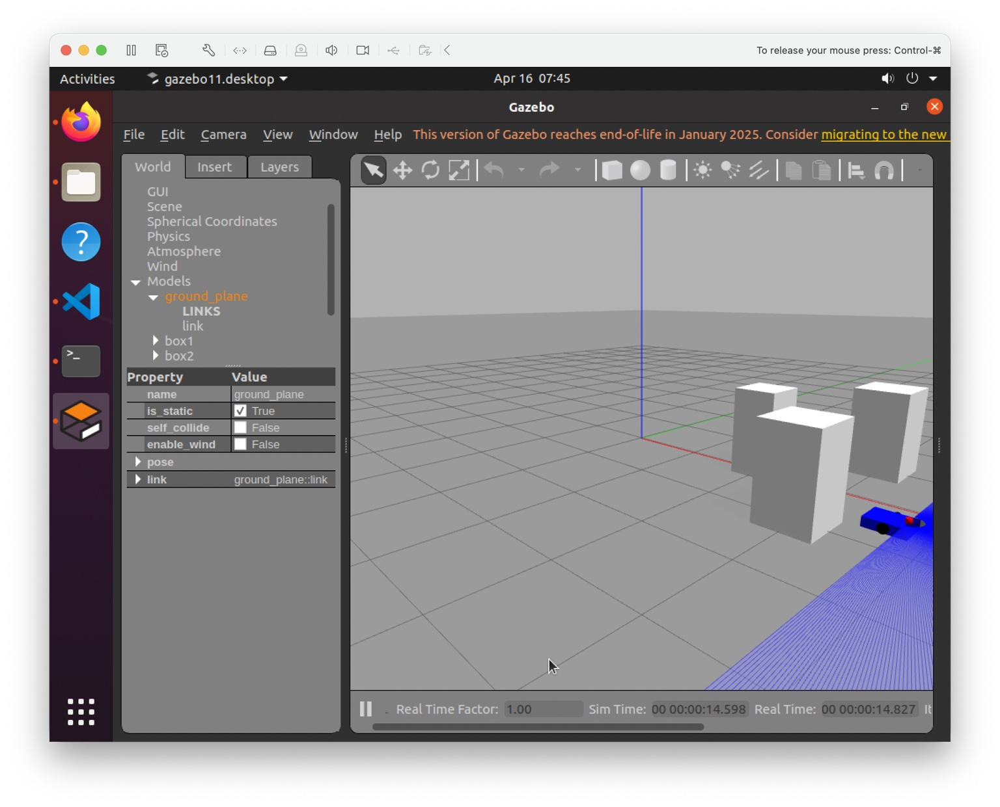 To release your mouse press: Control-⌘
Activities gazebo11.desktop Apr 16 07:45
Gazebo
File Edit Camera View Window Help This version of Gazebo reaches end-of-life in January 2025. Consider migrating to the new
World Insert Layers
GUI
Scene
Spherical Coordinates
Physics
Atmosphere
Wind
Models
ground_plane
LINKS
link
box1
box2
Property Value
name ground_plane
is_static True
self_collide False
enable_wind False
pose
link ground_plane::link
Real Time Factor: 1.00 Sim Time: 00 00:00:14.598 Real Time: 00 00:00:14.827 It